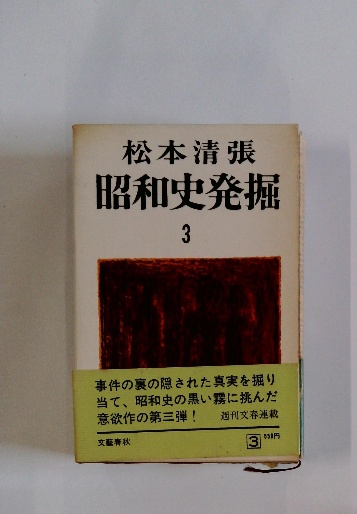 松本清張
昭和史発掘
3
事件の裏の隠された真実を掘り
当て、昭和史の黒い霧に挑んだ
意欲作の第三弾！ 週刊文春連載
文藝春秋
3